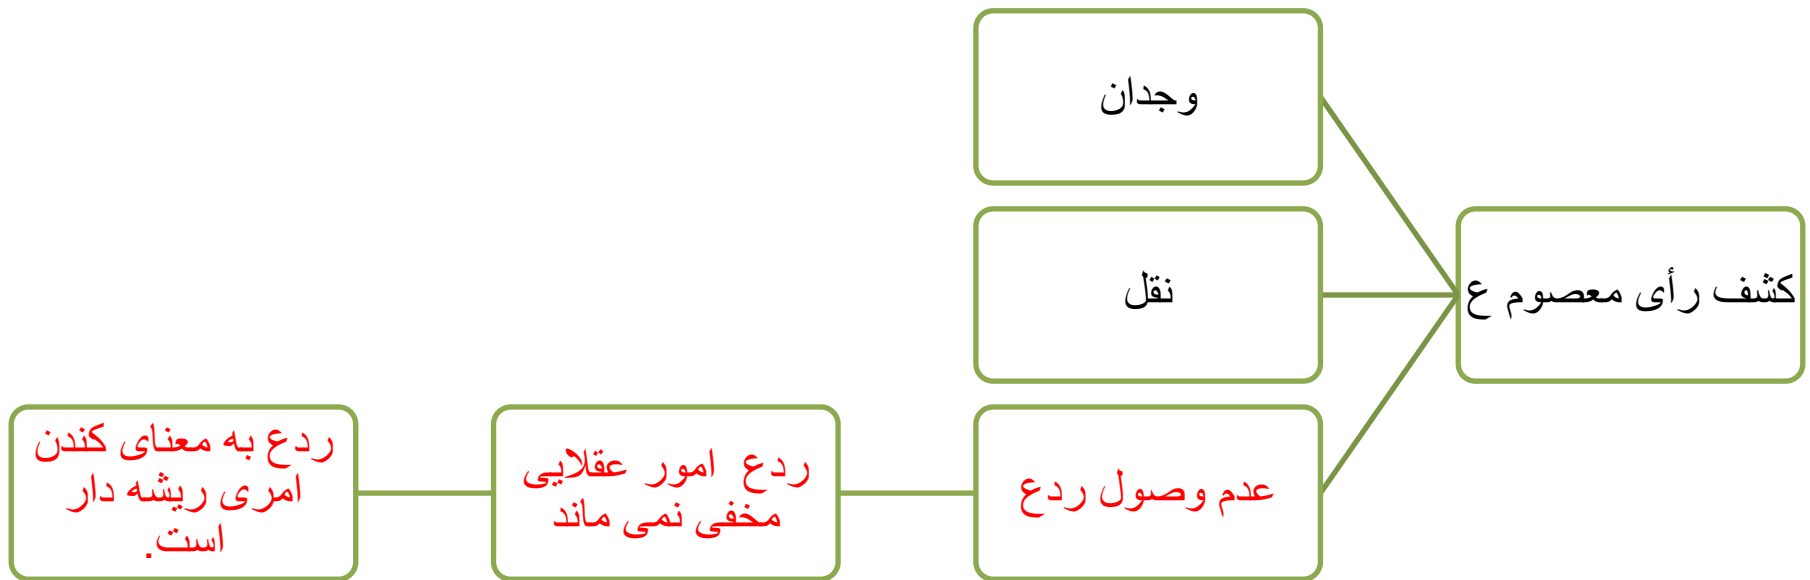 کشف رأی معصوم ع
وجدان
نقل
عدم وصول ردع
ردع امور عقلایی
مخفی نمی ماند
ردع به معنای کندن
امری ریشه دار
است.